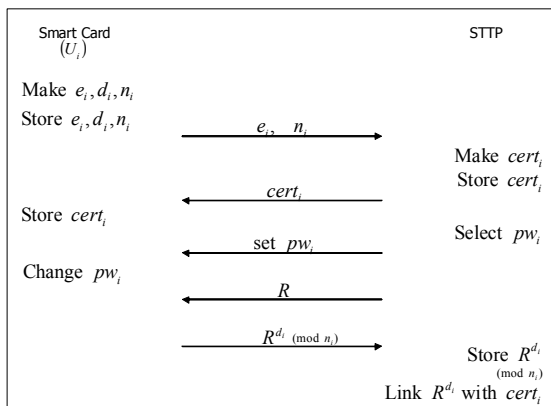 Smart Card STTP
(U_i)
Make e_i, d_i, n_i
Store e_i, d_i, n_i
e_i, n_i
Make cert_i
Store cert_i
cert_i
Store cert_i
Select pw_i
set pw_i
Change pw_i
R
R^{d_i} (mod n_i)
Store R^{d_i}
(mod n_i)
Link R^{d_i} with cert_i